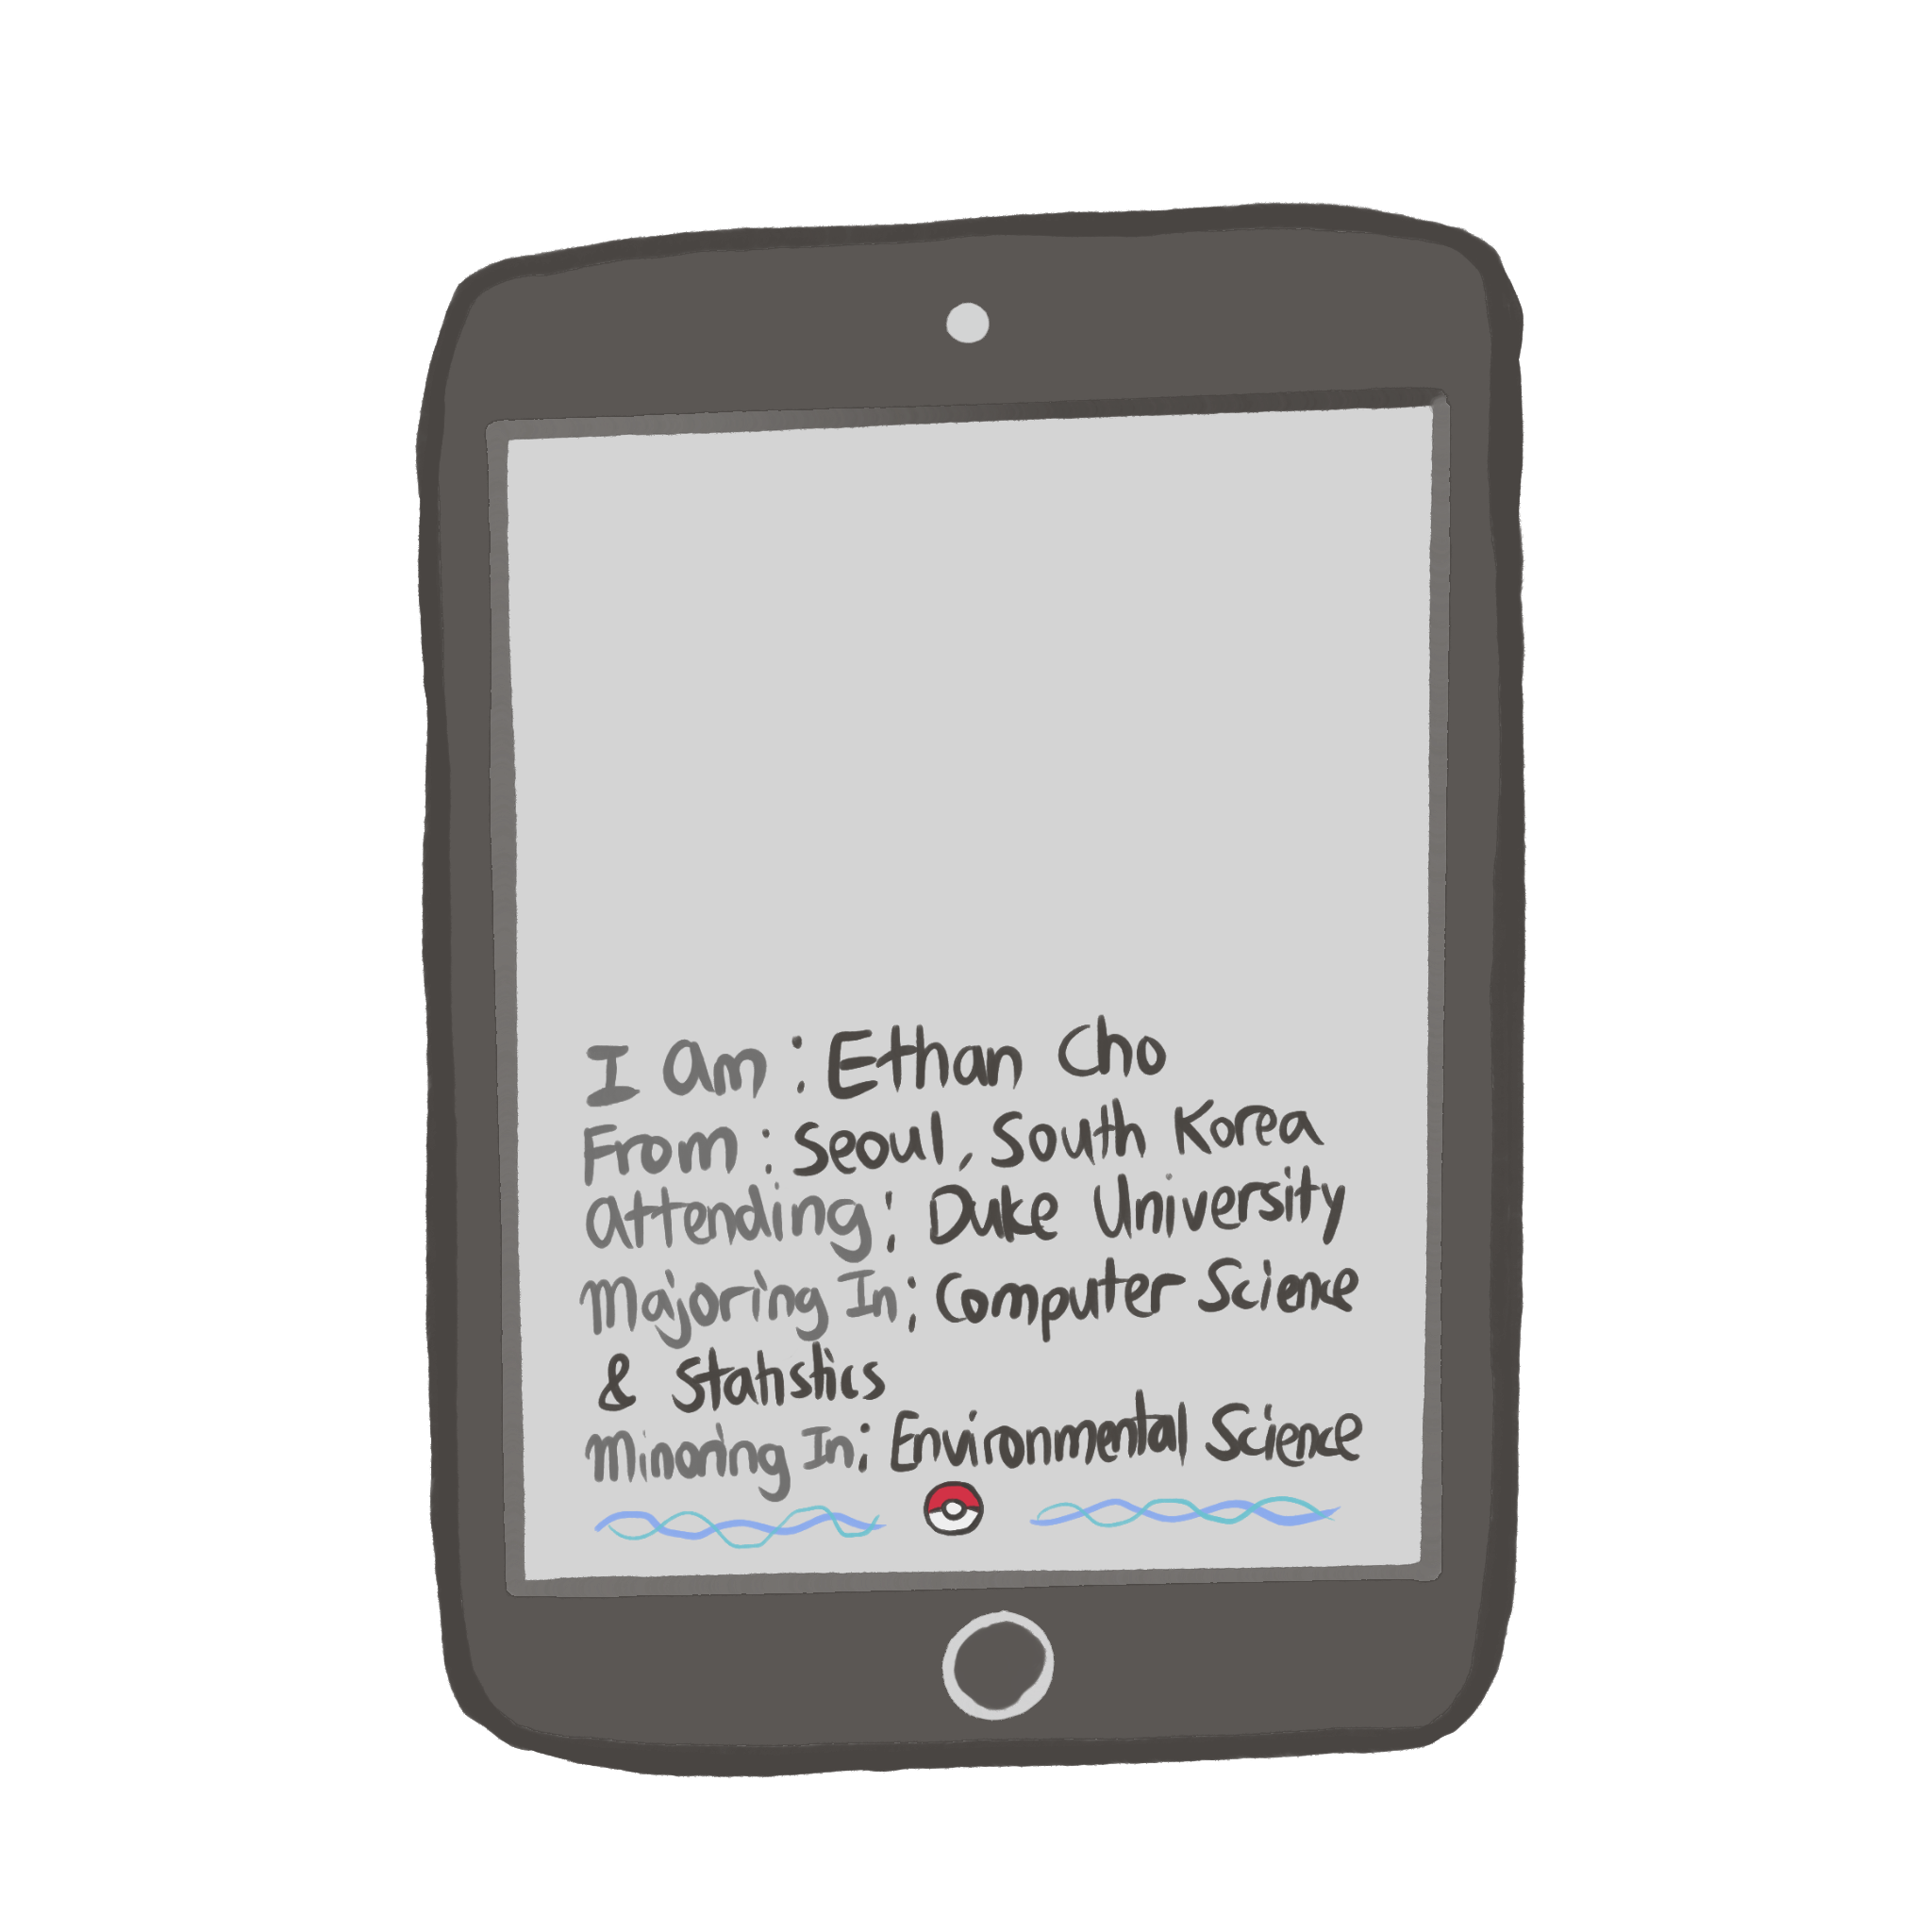 I am : Ethan Cho
From : Seoul, South Korea
Attending : Duke University
Majoring In : Computer Science
& Statistics
Minoring In : Environmental Science